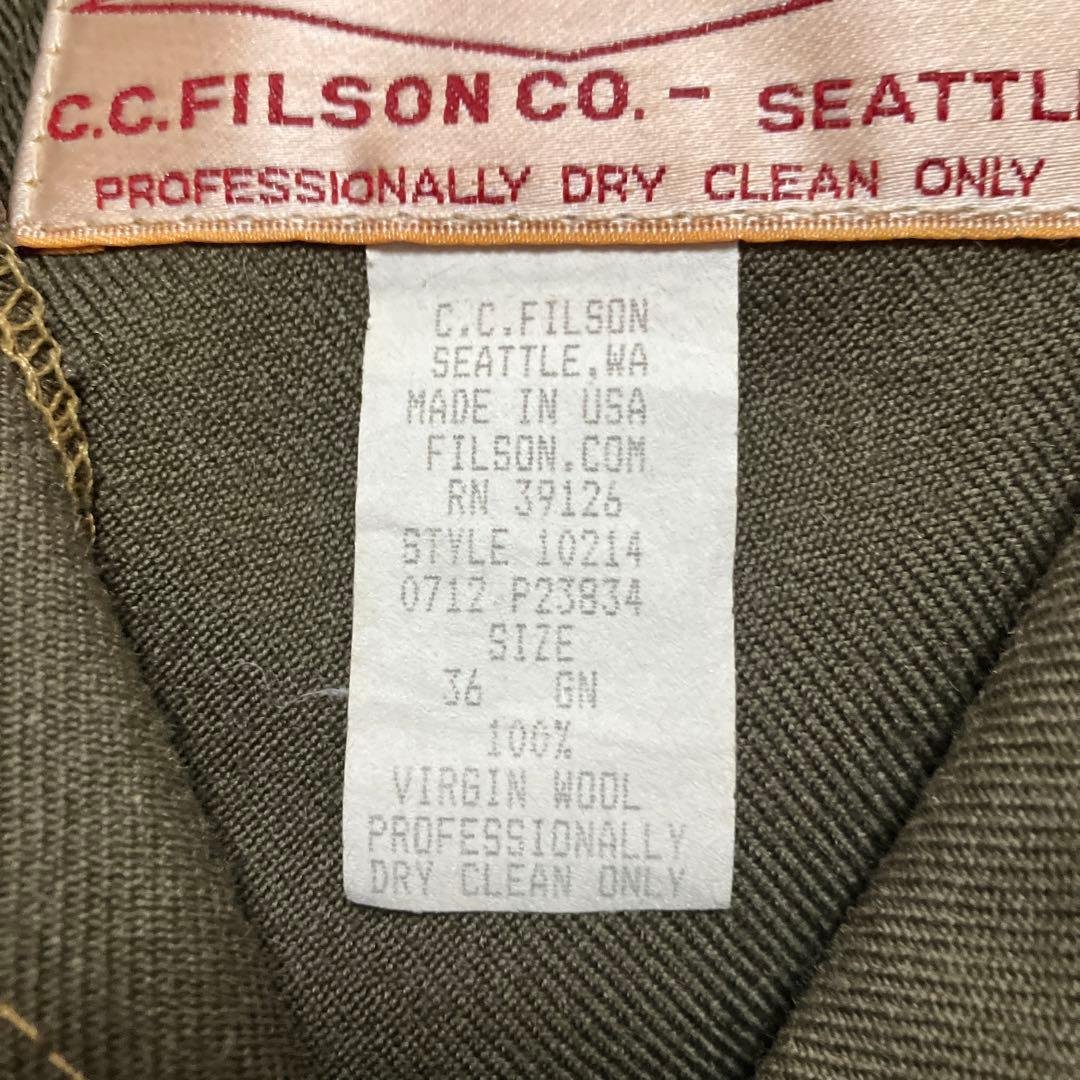 C.C. FILSON CO. - SEATTL
PROFESSIONALLY DRY CLEAN ONLY
C.C.FILSON
SEATTLE,WA
MADE IN USA
FILSON.COM
RN 39126
STYLE 10214
0712 P23834
SIZE
36 GN
100%
VIRGIN WOOL
PROFESSIONALLY
DRY CLEAN ONLY